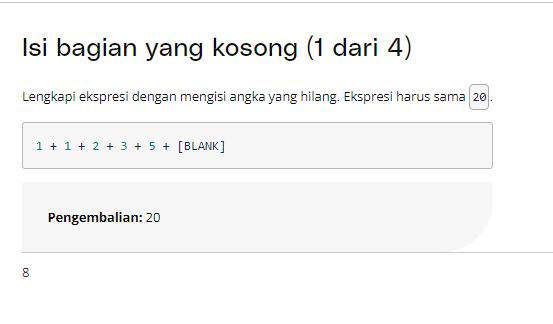 Isi bagian yang kosong (1 dari 4)
Lengkapi ekspresi dengan mengisi angka yang hilang. Ekspresi harus sama 20.
1 + 1 + 2 + 3 + 5 + [BLANK]
Pengembalian: 20
8